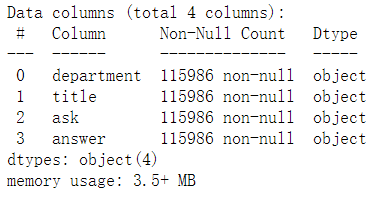 Data columns (total 4 columns):
 #   Column      Non-Null Count   Dtype
---  ------      --------------   -----
 0   department  115986 non-null  object
 1   title       115986 non-null  object
 2   ask         115986 non-null  object
 3   answer      115986 non-null  object
dtypes: object(4)
memory usage: 3.5+ MB